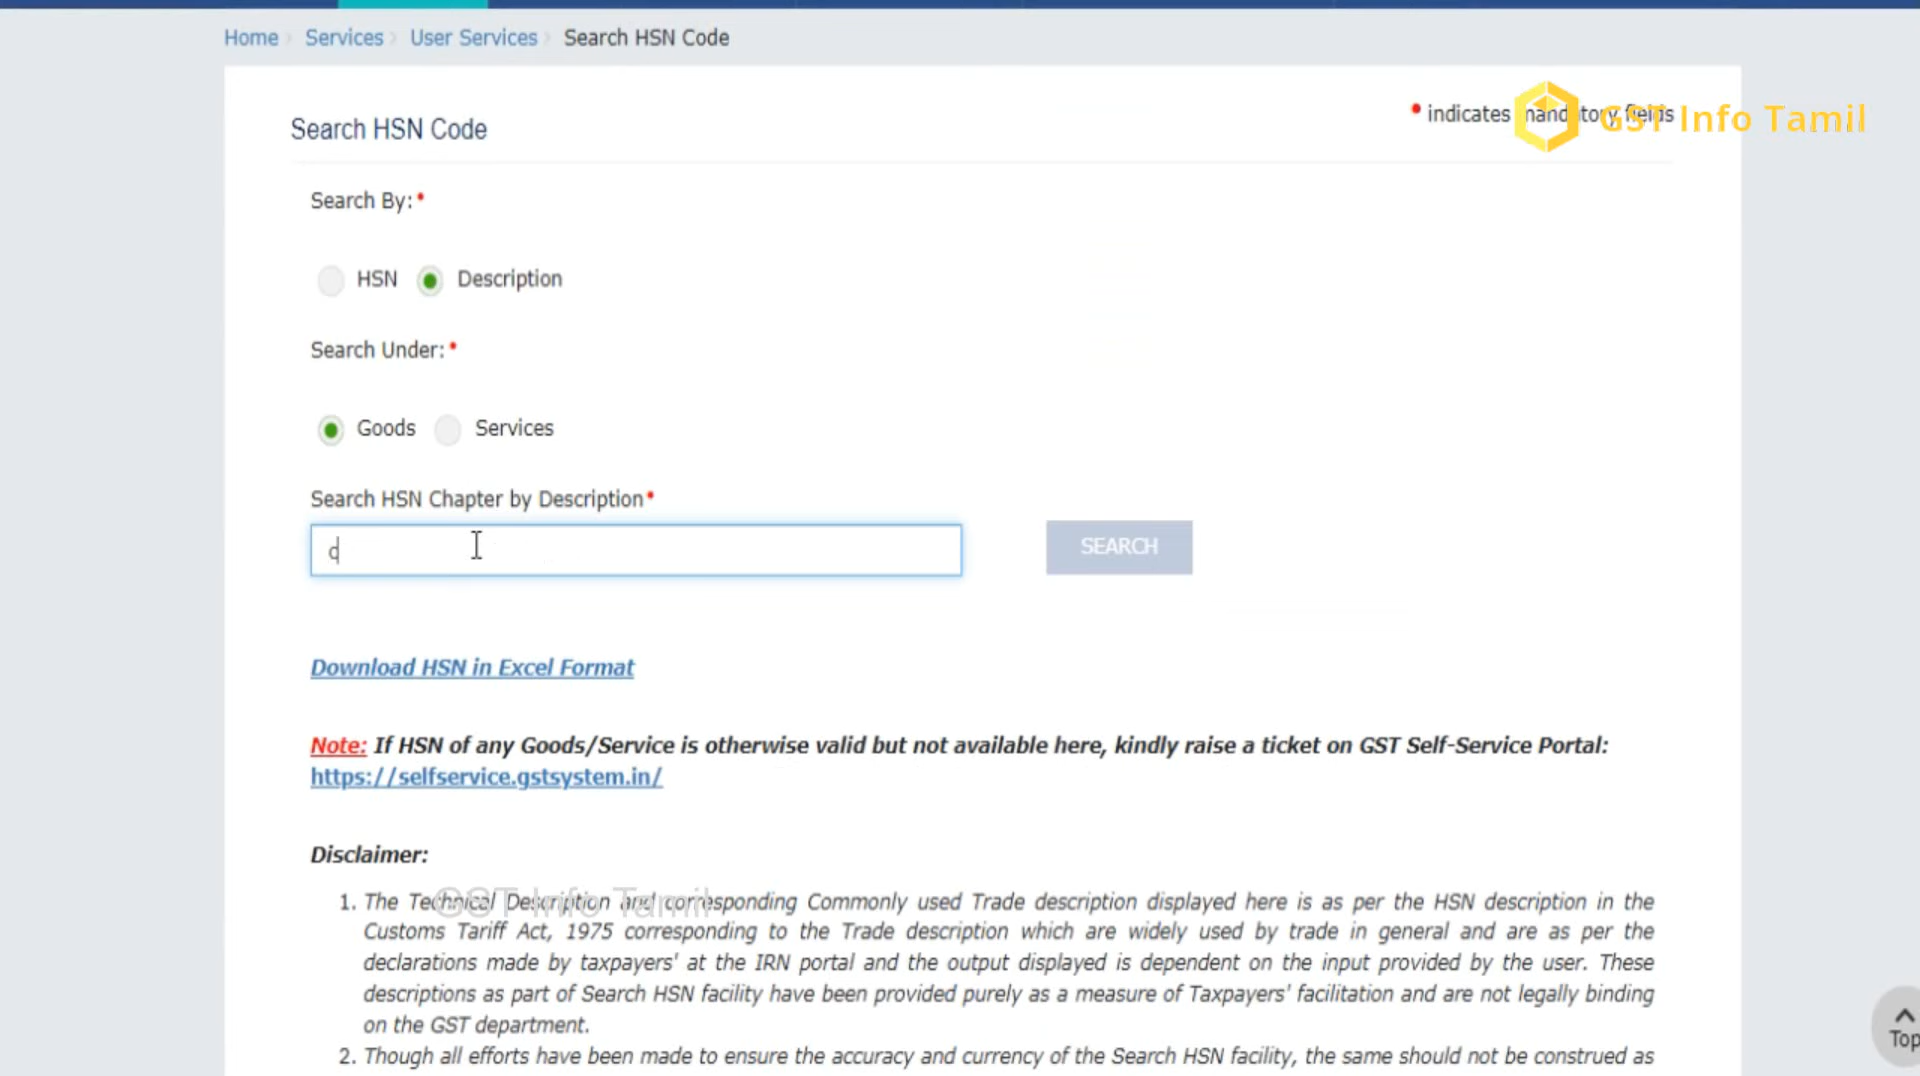 Home Services User Services Search HSN Code
Search HSN Code
• indicates mandatory fields
GST Info Tamil
Search By: •
HSN Description
Search Under: •
Goods Services
Search HSN Chapter by Description •
c
SEARCH
Download HSN in Excel Format
Note: If HSN of any Goods/Service is otherwise valid but not available here, kindly raise a ticket on GST Self-Service Portal:
https://selfservice.gstsystem.in/
Disclaimer:
1. The Technical Description and corresponding Commonly used Trade description displayed here is as per the HSN description in the
GST Info Tamil
Customs Tariff Act, 1975 corresponding to the Trade description which are widely used by trade in general and are as per the
declarations made by taxpayers' at the IRN portal and the output displayed is dependent on the input provided by the user. These
descriptions as part of Search HSN facility have been provided purely as a measure of Taxpayers' facilitation and are not legally binding
on the GST department.
2. Though all efforts have been made to ensure the accuracy and currency of the Search HSN facility, the same should not be construed as
Top